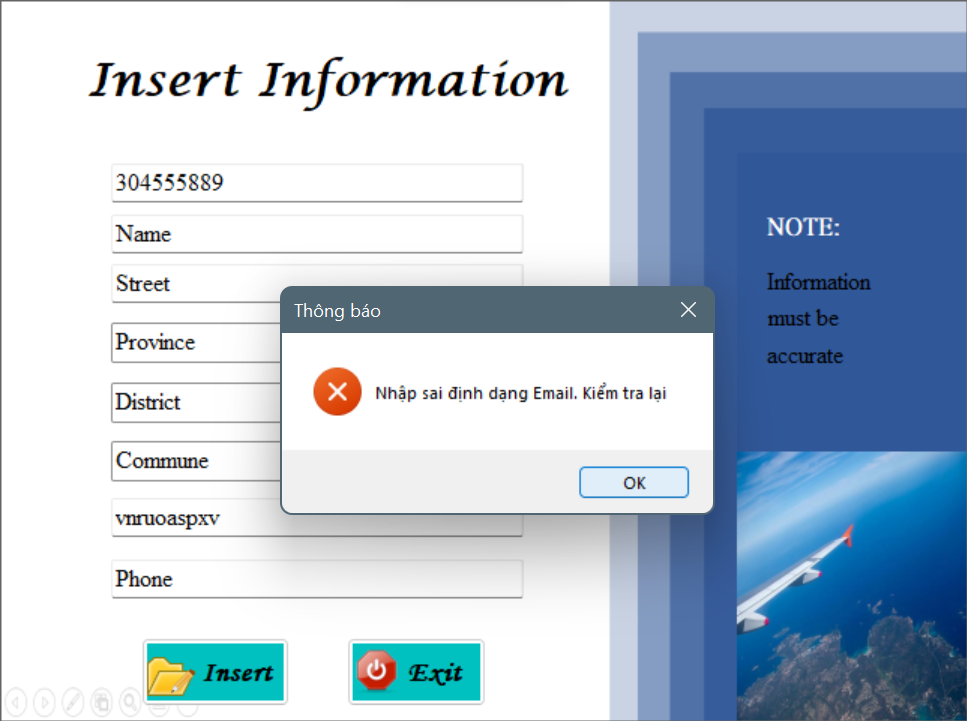 Insert Information
304555889
Name
Street
Province
District
Commune
vnruoaspxv
Phone
Insert
Exit
Thông báo
Nhập sai định dạng Email. Kiểm tra lại
OK
NOTE:
Information
must be
accurate